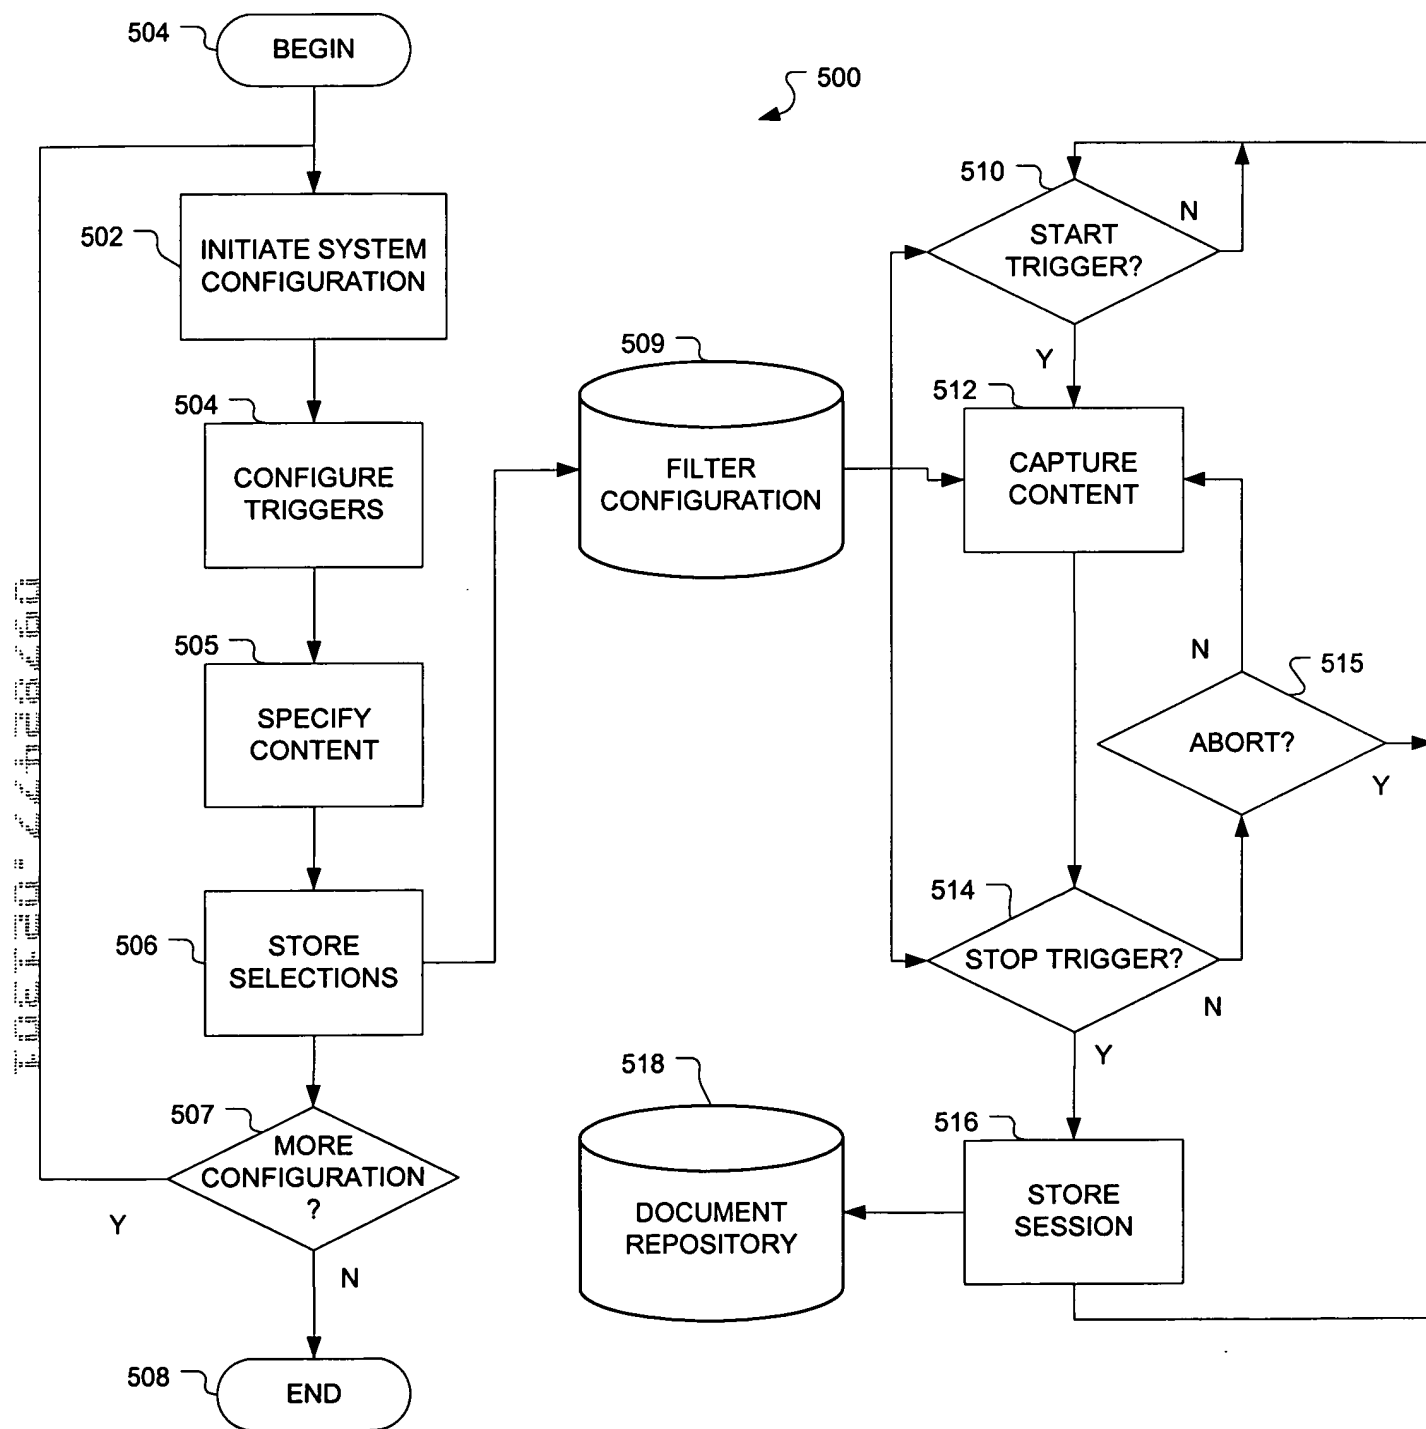 504
BEGIN
500
502
INITIATE SYSTEM
CONFIGURATION
504
CONFIGURE
TRIGGERS
505
SPECIFY
CONTENT
506
STORE
SELECTIONS
507
MORE
CONFIGURATION
?
Y
N
508
END
509
FILTER
CONFIGURATION
510
START
TRIGGER?
N
Y
512
CAPTURE
CONTENT
N
515
ABORT?
Y
514
STOP TRIGGER?
N
Y
516
STORE
SESSION
518
DOCUMENT
REPOSITORY